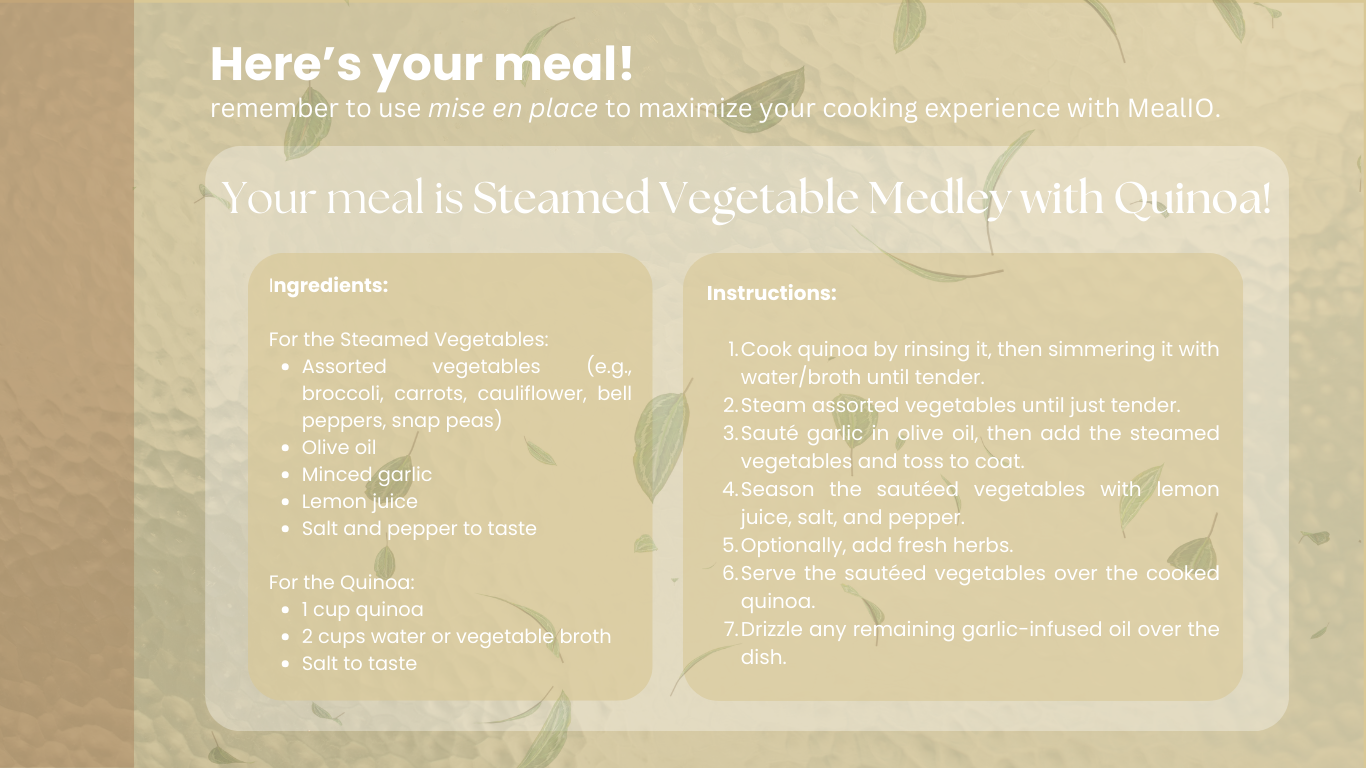 Here's your meal!
remember to use mise en place to maximize your cooking experience with MealIO.
Your meal is Steamed Vegetable Medley with Quinoa!
Ingredients:
For the Steamed Vegetables:
• Assorted vegetables (e.g.,
broccoli, carrots, cauliflower, bell
peppers, snap peas)
• Olive oil
• Minced garlic
• Lemon juice
• Salt and pepper to taste
For the Quinoa:
• 1 cup quinoa
• 2 cups water or vegetable broth
• Salt to taste
Instructions:
1. Cook quinoa by rinsing it, then simmering it with
water/broth until tender.
2. Steam assorted vegetables until just tender.
3. Sauté garlic in olive oil, then add the steamed
vegetables and toss to coat.
4. Season the sautéed vegetables with lemon
juice, salt, and pepper.
5. Optionally, add fresh herbs.
6. Serve the sautéed vegetables over the cooked
quinoa.
7. Drizzle any remaining garlic-infused oil over the
dish.